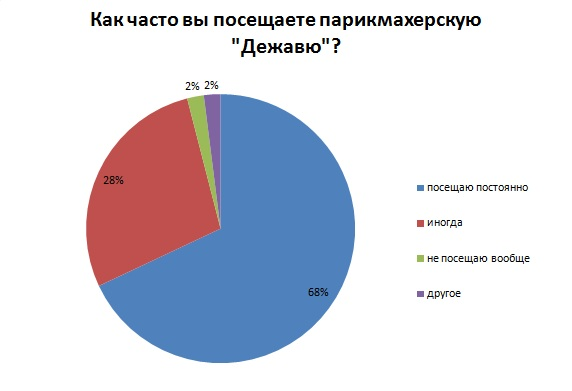 Как часто вы посещаете парикмахерскую
"Дежавю"?
2%
2%
28%
68%
посещаю постоянно
иногда
не посещаю вообще
другое